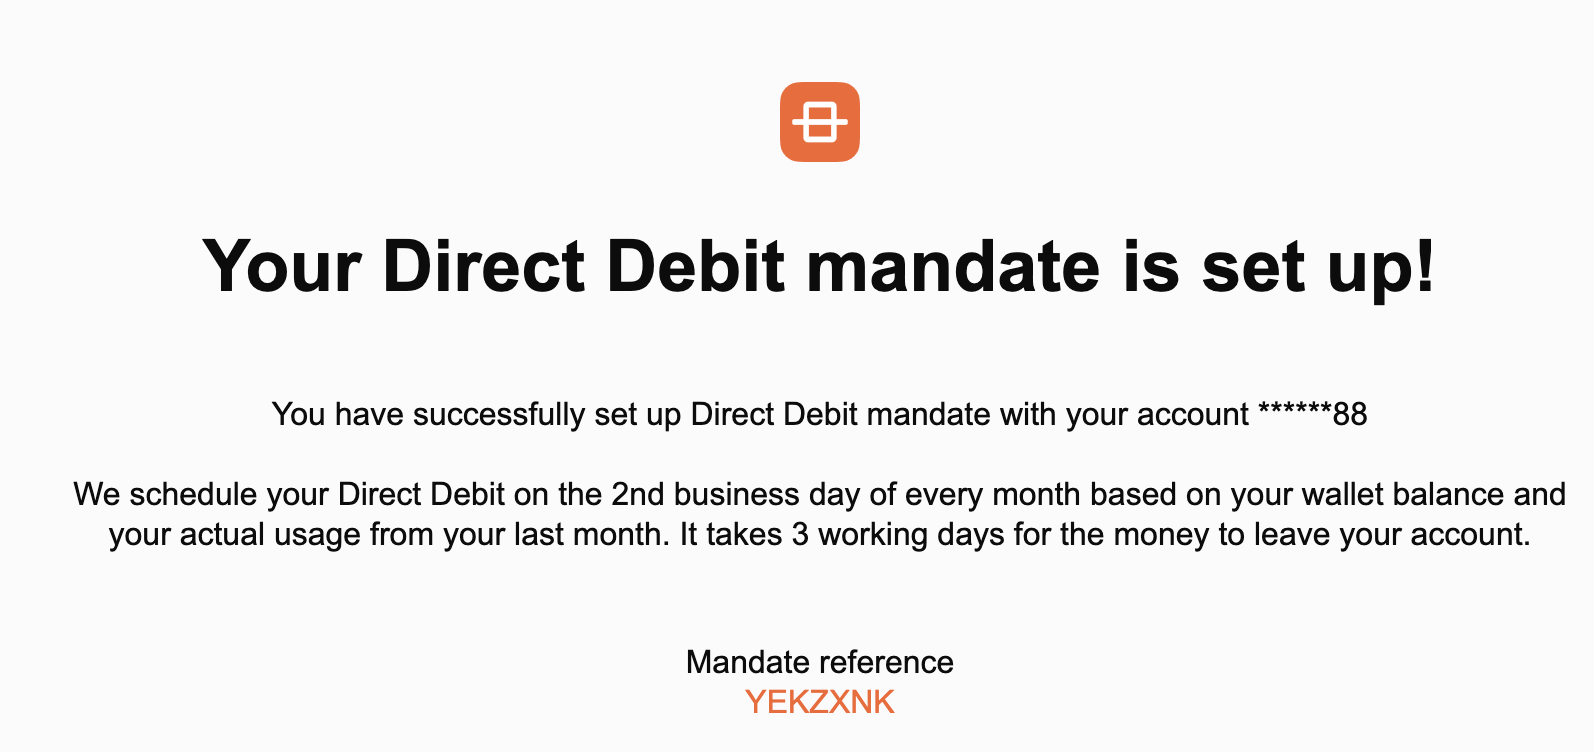 Your Direct Debit mandate is set up!
You have successfully set up Direct Debit mandate with your account ******88
We schedule your Direct Debit on the 2nd business day of every month based on your wallet balance and
your actual usage from your last month. It takes 3 working days for the money to leave your account.
Mandate reference
YEKZXNK